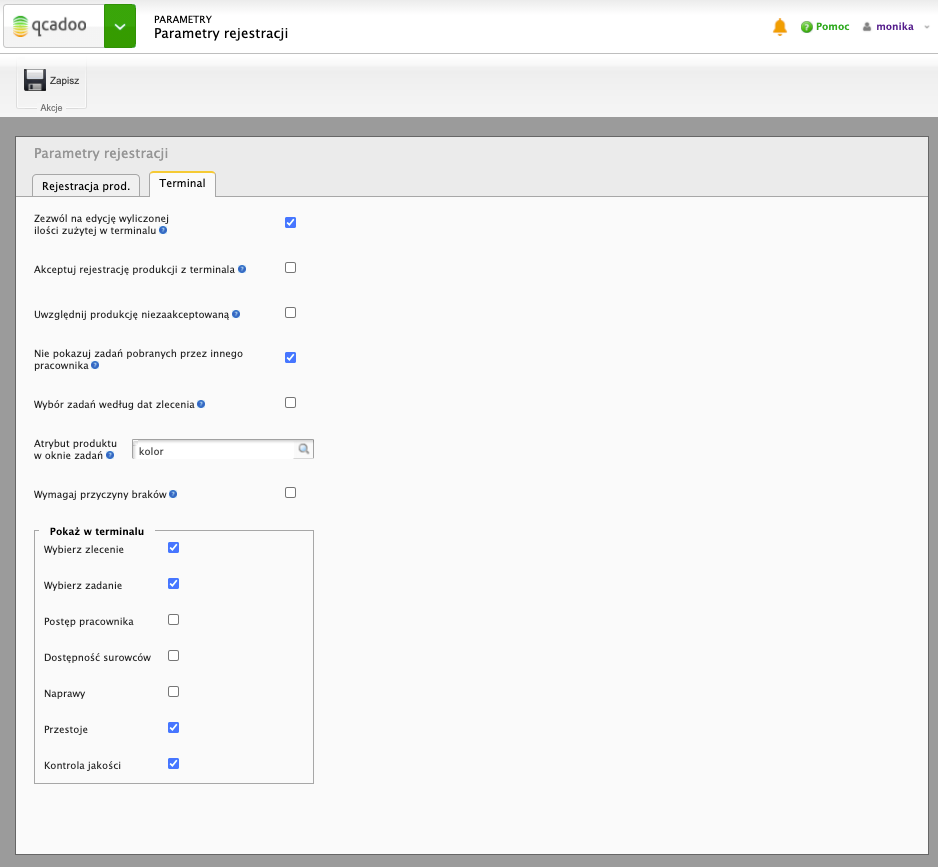 qcadoo
PARAMETRY
Parametry rejestracji
Pomoc
monika
Zapisz
Akcje
Parametry rejestracji
Rejestracja prod.
Terminal
Zezwól na edycję wyliczonej
ilości zużytej w terminalu
Akceptuj rejestrację produkcji z terminala
Uwzględnij produkcję niezaakceptowaną
Nie pokazuj zadań pobranych przez innego
pracownika
Wybór zadań według dat zlecenia
Atrybut produktu
w oknie zadań
kolor
Wymagaj przyczyny braków
Pokaż w terminalu
Wybierz zlecenie
Wybierz zadanie
Postęp pracownika
Dostępność surowców
Naprawy
Przestoje
Kontrola jakości